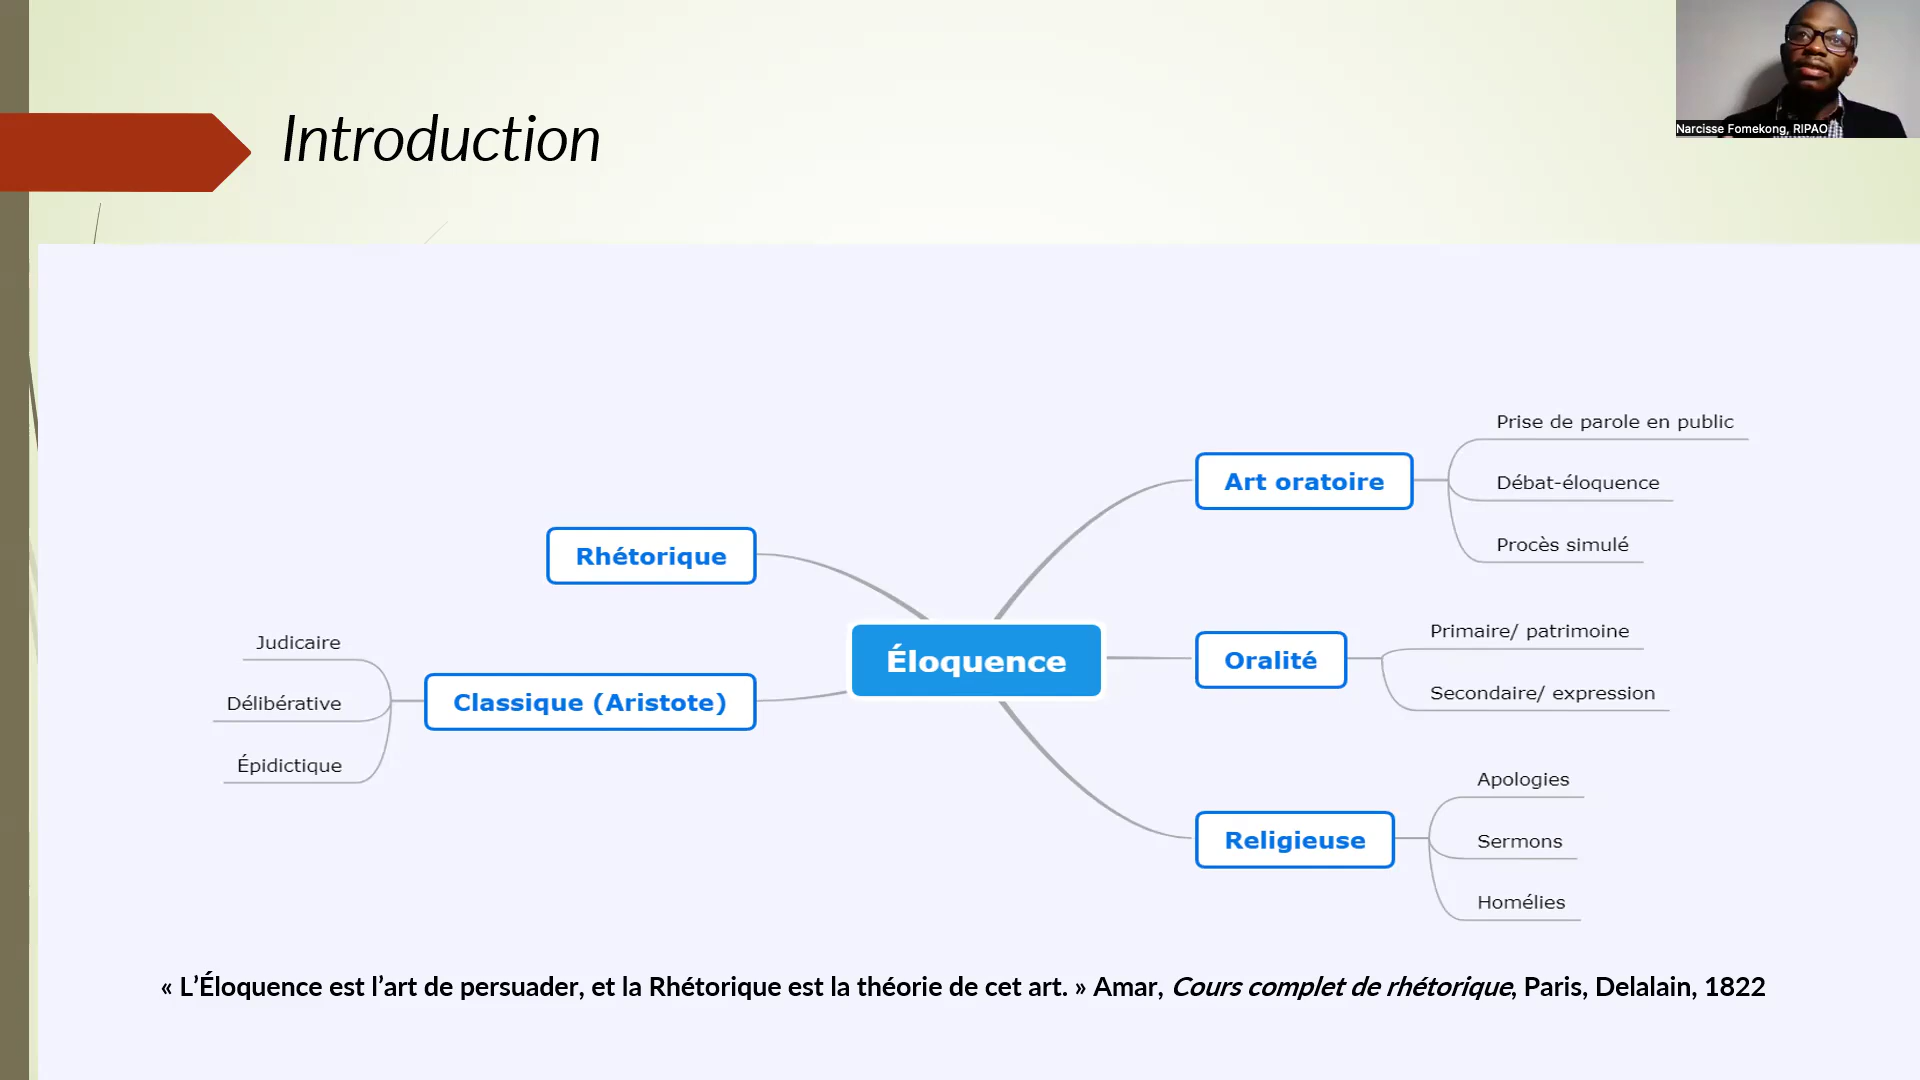 Introduction
Narcisse Fomekong, RIPAO
Prise de parole en public
Art oratoire
Débat-éloquence
Procès simulé
Rhétorique
Éloquence
Oralité
Primaire/ patrimoine
Secondaire/ expression
Judicaire
Délibérative
Classique (Aristote)
Épidictique
Apologies
Religieuse
Sermons
Homélies
« L’Éloquence est l’art de persuader, et la Rhétorique est la théorie de cet art. » Amar, Cours complet de rhétorique, Paris, Delalain, 1822